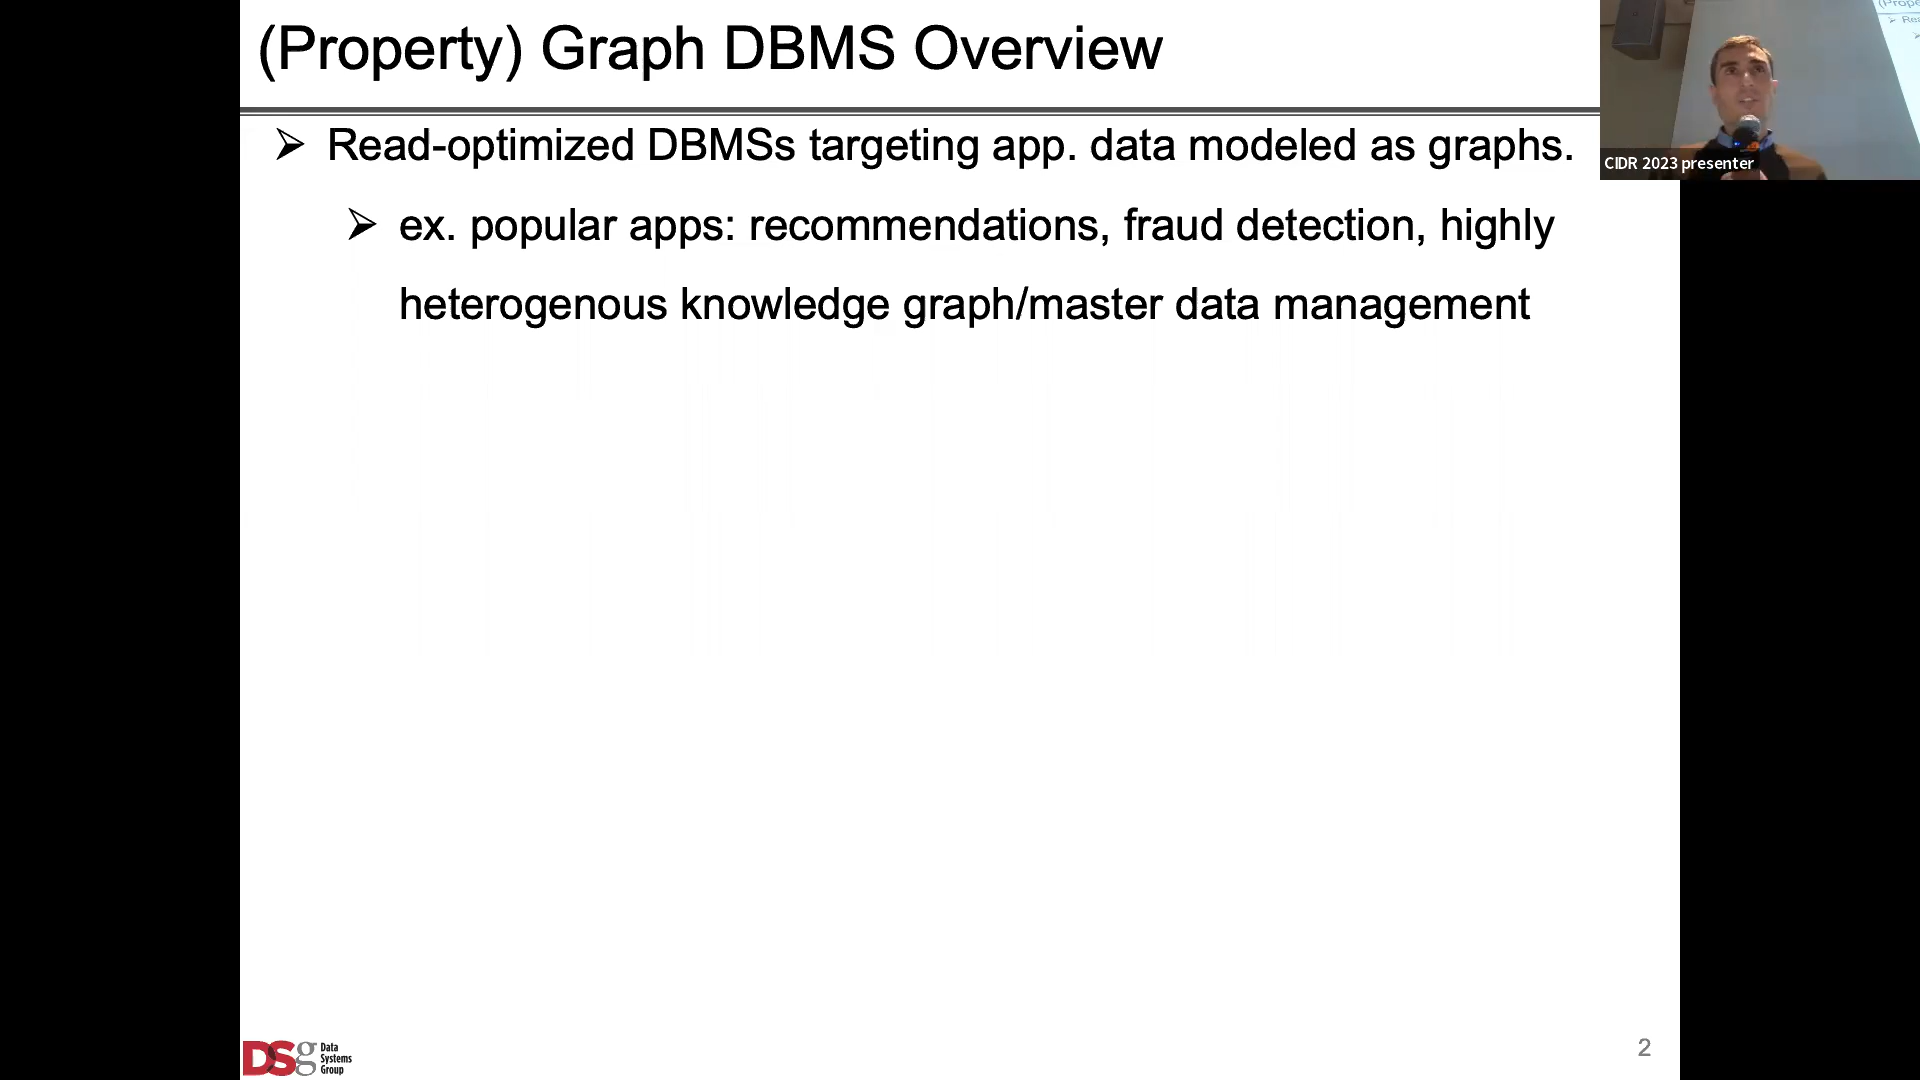 (Property) Graph DBMS Overview
➢ Read-optimized DBMSs targeting app. data modeled as graphs.
➢ ex. popular apps: recommendations, fraud detection, highly
heterogenous knowledge graph/master data management
CIDR 2023 presenter
DSg Data
Systems
Group
2